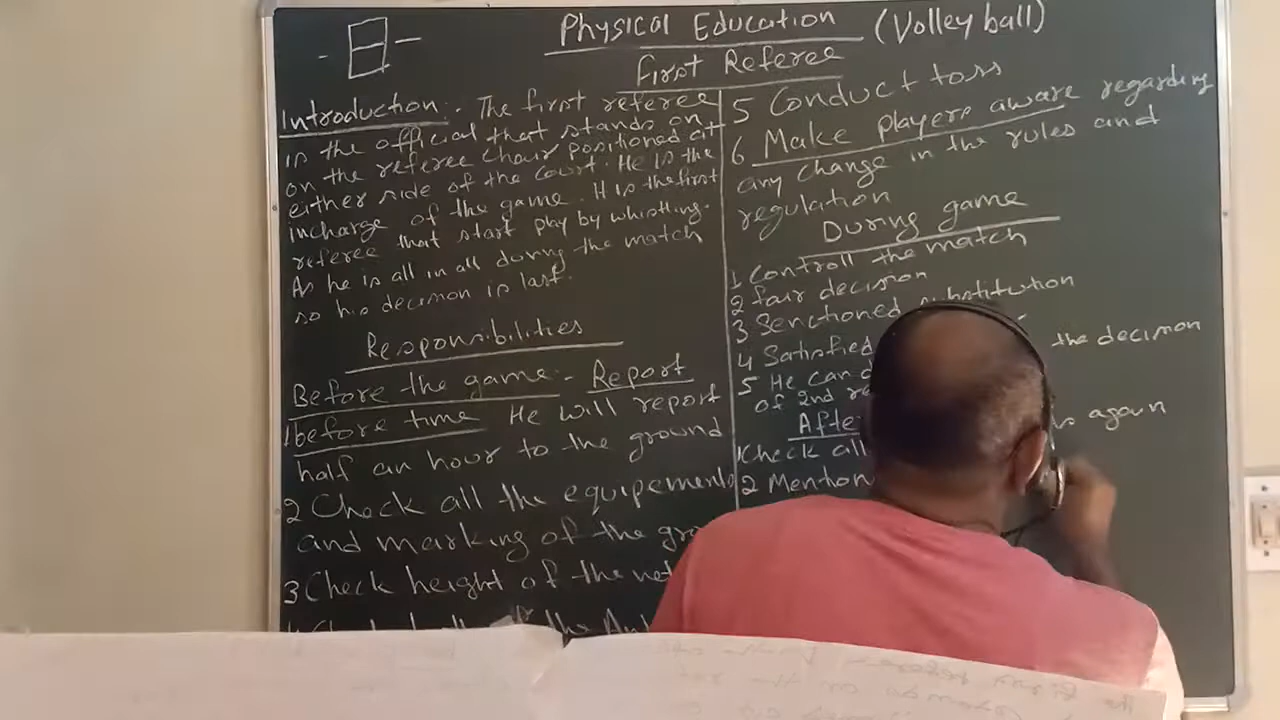 Physical Education (Volley ball)
First Referee
Introduction :- The first referee
is the official that stands on
on the referee chair positioned at
either side of the court. He is the
incharge of the game. H is the first
referee that start play by whistling.
As he is all in all during the match
so his decision is last.
Responsibilities
Before the game - Report
1 before time He will report
half an hour to the ground
2 Check all the equipements
and marking of the
3 Check height of the net
the
5 Conduct toss
6 Make players aware regarding
any change in the rules and
regulation
During game
1 Controll the match
2 fair decision
3 Senctioned substitution
4 Satisfied
5 He can the decision
of 2nd
1 Check all again
2 Mention